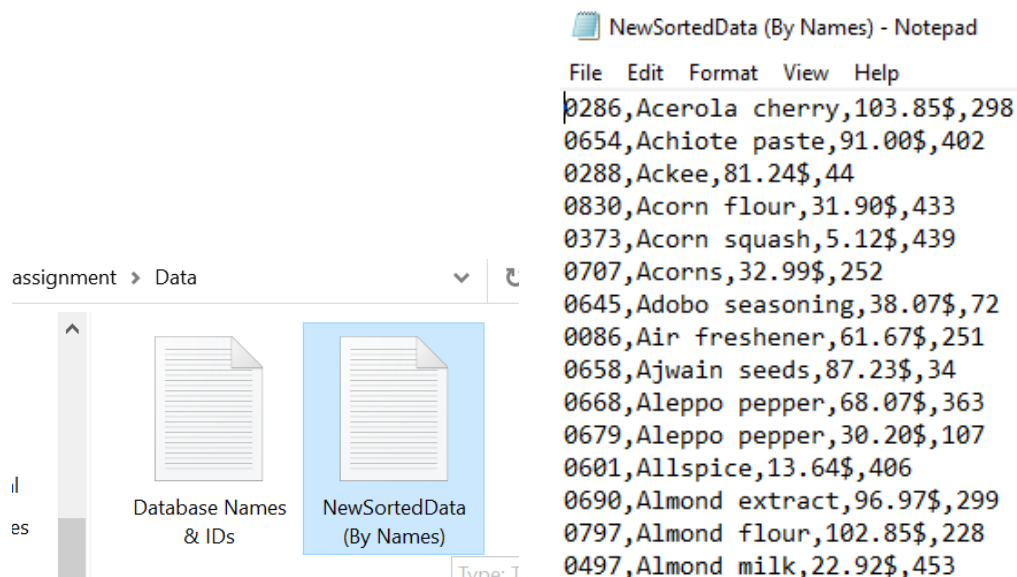 assignment > Data
Database Names
& IDs
NewSortedData
(By Names)
NewSortedData (By Names) - Notepad
File Edit Format View Help
0286,Acerola cherry,103.85$,298
0654,Achiote paste,91.00$,402
0288,Ackee,81.24$,44
0830,Acorn flour,31.90$,433
0373,Acorn squash,5.12$,439
0707,Acorns,32.99$,252
0645,Adobo seasoning,38.07$,72
0086,Air freshener,61.67$,251
0658,Ajwain seeds,87.23$,34
0668,Aleppo pepper,68.07$,363
0679,Aleppo pepper,30.20$,107
0601,Allspice,13.64$,406
0690,Almond extract,96.97$,299
0797,Almond flour,102.85$,228
0497,Almond milk,22.92$,453